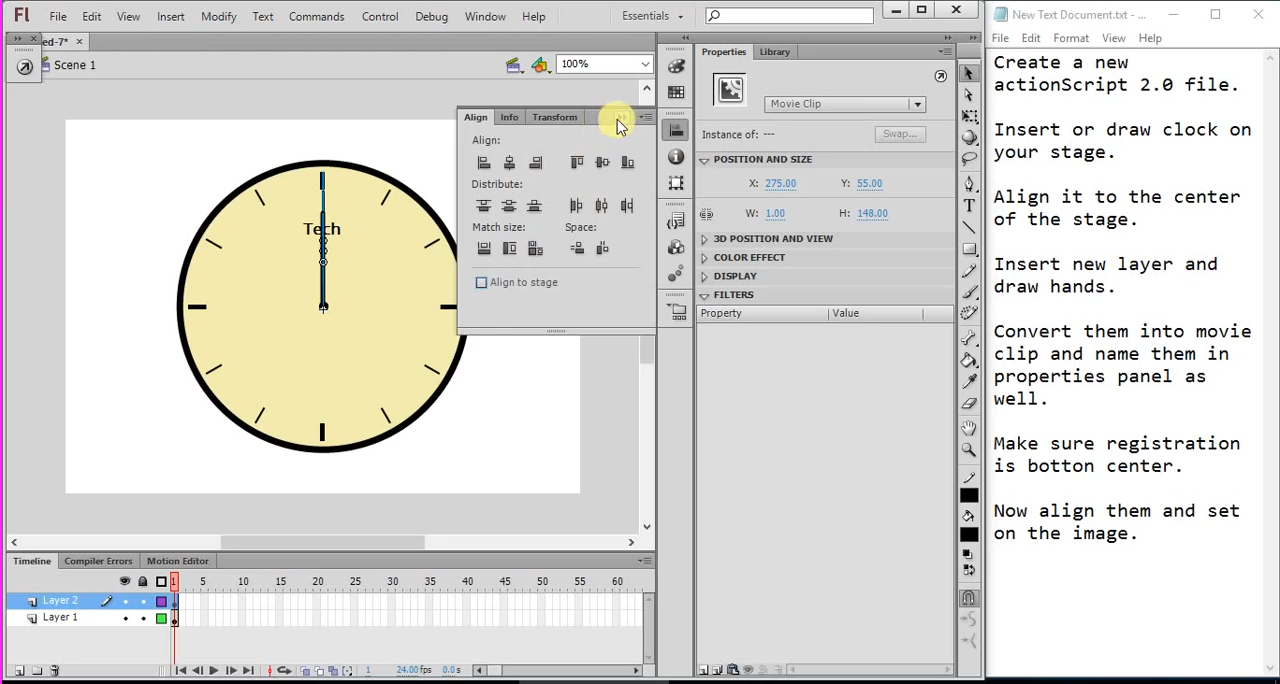 Fl File Edit View Insert Modify Text Commands Control Debug Window Help Essentials
New Text Document.txt - ...
File Edit Format View Help
ed-7*
Scene 1
100%
Properties Library
Align Info Transform
Movie Clip
Align:
Instance of: --- Swap...
POSITION AND SIZE
X: 275.00 Y: 55.00
Distribute:
W: 1.00 H: 148.00
Match size: Space:
3D POSITION AND VIEW
COLOR EFFECT
DISPLAY
Align to stage
FILTERS
Property Value
Tech
Timeline Compiler Errors Motion Editor
1 5 10 15 20 25 30 35 40 45 50 55 60
Layer 2
Layer 1
1 24.00 fps 0.0 s
Create a new
actionScript 2.0 file.
Insert or draw clock on
your stage.
Align it to the center
of the stage.
Insert new layer and
draw hands.
Convert them into movie
clip and name them in
properties panel as
well.
Make sure registration
is botton center.
Now align them and set
on the image.